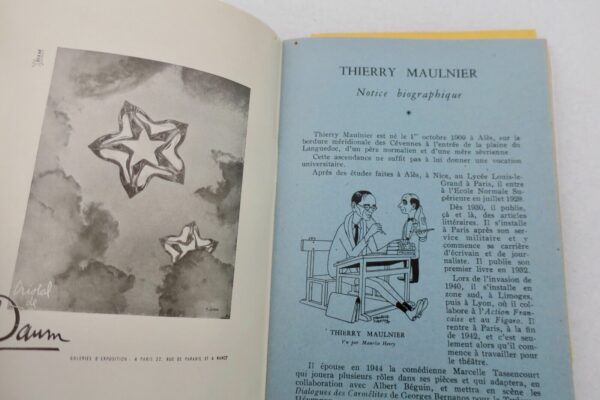 Cristal
de
Daum
GALERIES D'EXPOSITION : A PARIS 32, RUE DE PARADIS ET A NANCY
THIERRY MAULNIER
Notice biographique
Thierry Maulnier est né le 1er octobre 1909 à Alès, sur la
bordure méridionale des Cévennes à l'entrée de la plaine du
Languedoc, d'un père normalien et d'une mère sévrienne.
Cette ascendance ne suffit pas à lui donner une vocation
universitaire.
Après des études faites à Alès, à Nice, au Lycée Louis-le-
Grand à Paris, il entre
à l'Ecole Normale Su-
périeure en juillet 1928.
Dès 1930, il publie,
çà et là, des articles
littéraires. Il s'installe
à Paris après son ser-
vice militaire et y
commence sa carrière
d'écrivain et de jour-
naliste. Il publie son
premier livre en 1932.
Lors de l'invasion de
1940, il s'installe en
zone sud, à Limoges,
puis à Lyon, où il col-
labore à l'Action Fran-
caise et au Figaro. Il
rentre à Paris, à la fin
de 1942, et c'est seu-
lement alors qu'il com-
mence à travailler pour
le théâtre.
THIERRY MAULNIER
Vu par Maurice Henry
Il épouse en 1944 la comédienne Marcelle Tassencourt
qui jouera plusieurs rôles dans ses pièces et qui adaptera, en
collaboration avec Albert Béguin, et mettra en scène les
Dialogues des Carmélites de Georges Bernanos pour le